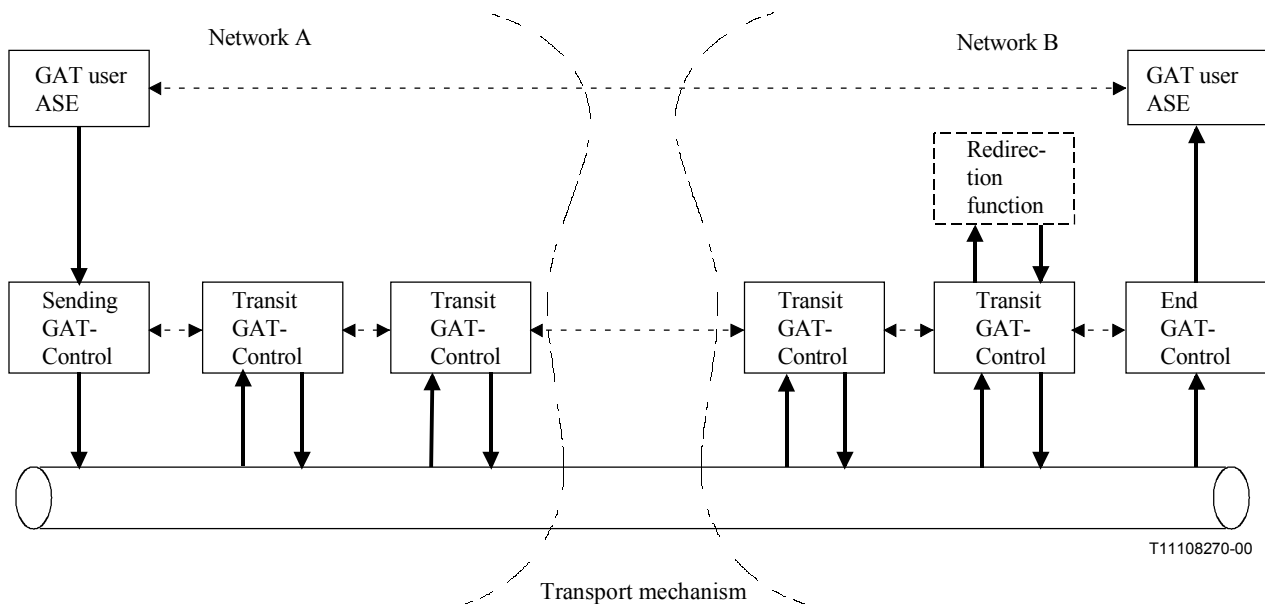 Network A
Network B
GAT user
ASE
GAT user
ASE
Redirec-
tion
function
Sending
GAT-
Control
Transit
GAT-
Control
Transit
GAT-
Control
Transit
GAT-
Control
Transit
GAT-
Control
End
GAT-
Control
T11108270-00
Transport mechanism